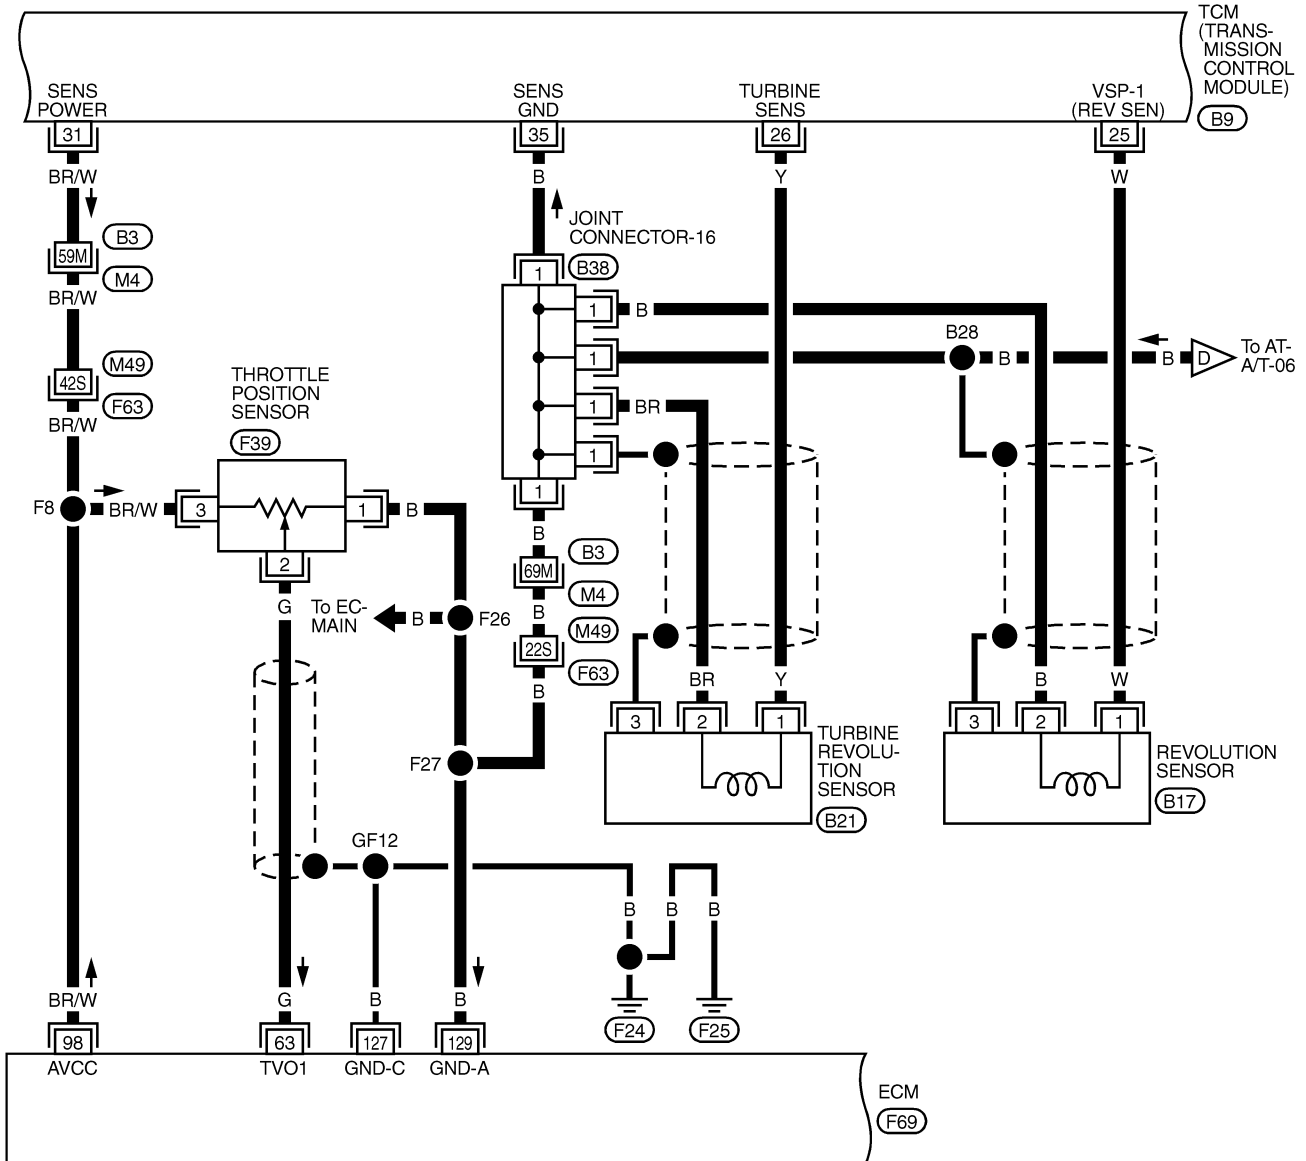 TCM
(TRANS-
MISSION
CONTROL
MODULE)
B9
SENS
POWER
SENS
GND
TURBINE
SENS
VSP-1
(REV SEN)
31
35
26
25
BR/W
B
Y
W
JOINT
CONNECTOR-16
B38
B3
59M
M4
BR/W
1
1
B
B28
1
B
B
D
To AT-
A/T-06
M49
42S
F63
BR/W
THROTTLE
POSITION
SENSOR
F39
1
BR
1
1
F8
BR/W
3
1
B
2
B
B3
69M
M4
G
To EC-
MAIN
B
F26
B
M49
22S
F63
B
BR
Y
B
W
3
2
1
3
2
1
F27
TURBINE
REVOLU-
TION
SENSOR
B21
REVOLUTION
SENSOR
B17
GF12
B
B
B
BR/W
G
B
B
F24
F25
98
63
127
129
AVCC
TVO1
GND-C
GND-A
ECM
F69